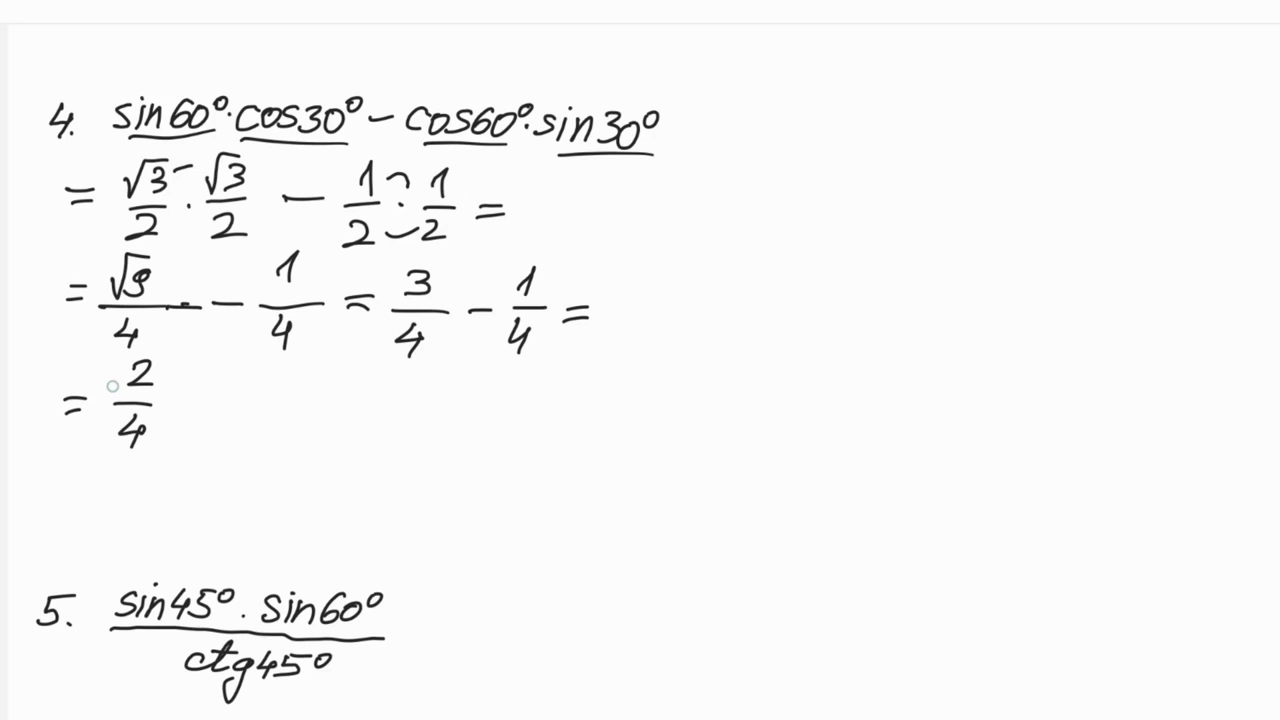 4. sin60°·cos30° – cos60°·sin30°
= √3/2 · √3/2 – 1/2 · 1/2 =
= √9/4 – 1/4 = 3/4 – 1/4 =
= 2/4
5. sin45° · sin60° / ctg45°